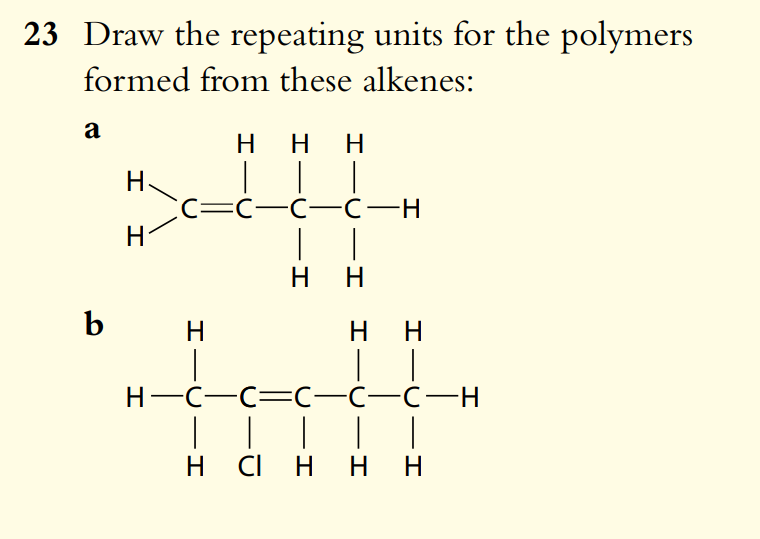 23 Draw the repeating units for the polymers
formed from these alkenes:
a
H H H
H
C=C—C—C—H
H
H H
b
H H H
H—C—C=C—C—C—H
H Cl H H H